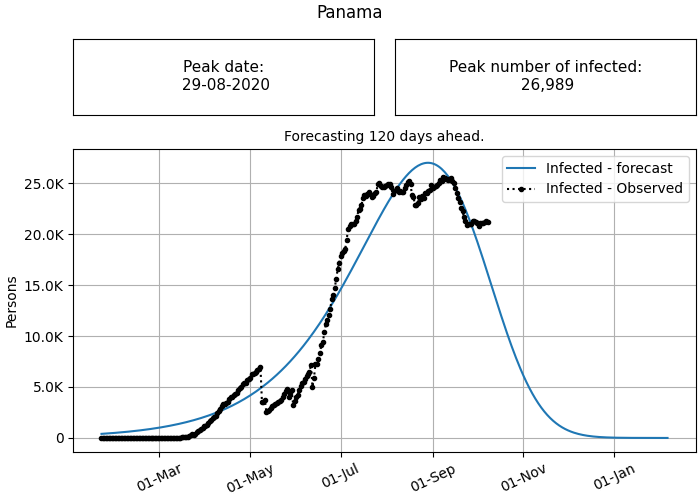 Panama
Peak date:
29-08-2020
Peak number of infected:
26,989
Forecasting 120 days ahead.
Infected - forecast
Infected - Observed
Persons
25.0K
20.0K
15.0K
10.0K
5.0K
0
01-Mar
01-May
01-Jul
01-Sep
01-Nov
01-Jan